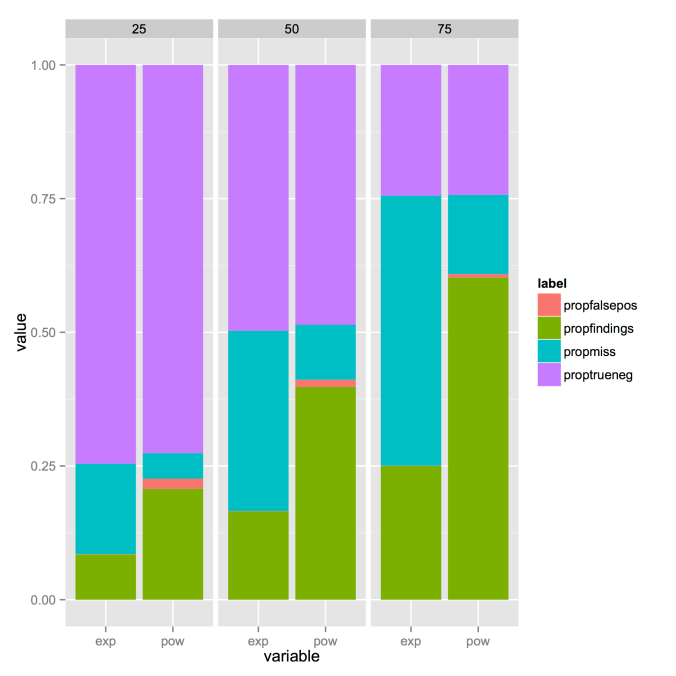 25 50 75
1.00
0.75
0.50
0.25
0.00
value
exp pow exp pow exp pow
variable
label
propfalsepos
propfindings
propmiss
proptrueneg